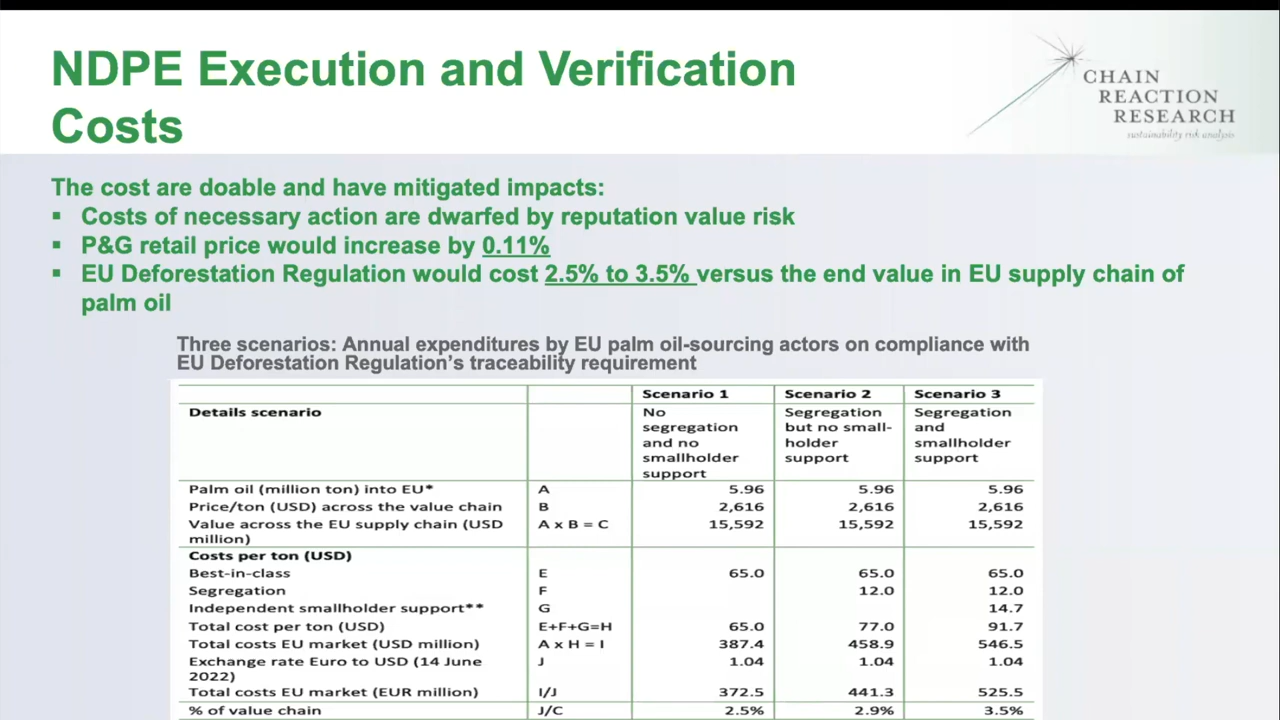 NDPE Execution and Verification
Costs
CHAIN
REACTION
RESEARCH
sustainability risk analysis
The cost are doable and have mitigated impacts:
▪ Costs of necessary action are dwarfed by reputation value risk
▪ P&G retail price would increase by 0.11%
▪ EU Deforestation Regulation would cost 2.5% to 3.5% versus the end value in EU supply chain of
palm oil
Three scenarios: Annual expenditures by EU palm oil-sourcing actors on compliance with
EU Deforestation Regulation's traceability requirement
Scenario 1 Scenario 2 Scenario 3
Details scenario No Segregation Segregation
segregation but no small- and
and no holder smallholder
smallholder support support
support
Palm oil (million ton) into EU* A 5.96 5.96 5.96
Price/ton (USD) across the value chain B 2,616 2,616 2,616
Value across the EU supply chain (USD A x B = C 15,592 15,592 15,592
million)
Costs per ton (USD)
Best-in-class E 65.0 65.0 65.0
Segregation F 12.0 12.0
Independent smallholder support** G 14.7
Total cost per ton (USD) E+F+G=H 65.0 77.0 91.7
Total costs EU market (USD million) A x H = I 387.4 458.9 546.5
Exchange rate Euro to USD (14 June J 1.04 1.04 1.04
2022)
Total costs EU market (EUR million) I/J 372.5 441.3 525.5
% of value chain J/C 2.5% 2.9% 3.5%